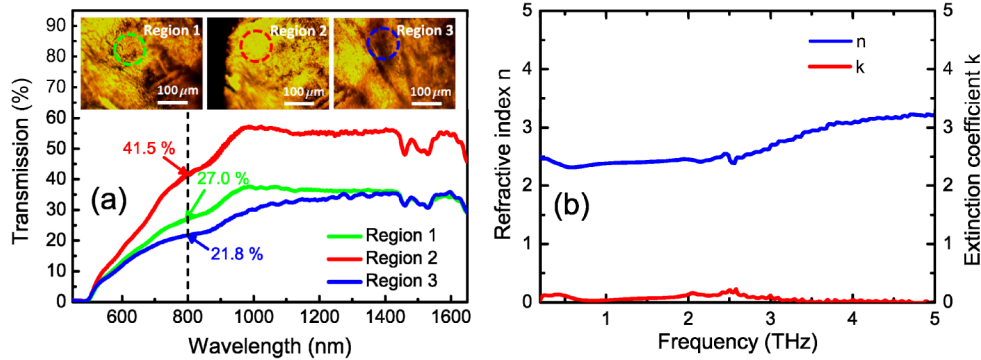 (a)
Transmission (%)
95
90
80
70
60
50
40
30
20
10
0
Region 1
Region 2
Region 3
100 μm
100 μm
100 μm
41.5 %
27.0 %
21.8 %
Region 1
Region 2
Region 3
600 800 1000 1200 1400 1600
Wavelength (nm)
(b)
Refractive index n
5
4
3
2
1
0
n
k
5
4
3
2
1
0
Extinction coefficient k
1 2 3 4 5
Frequency (THz)